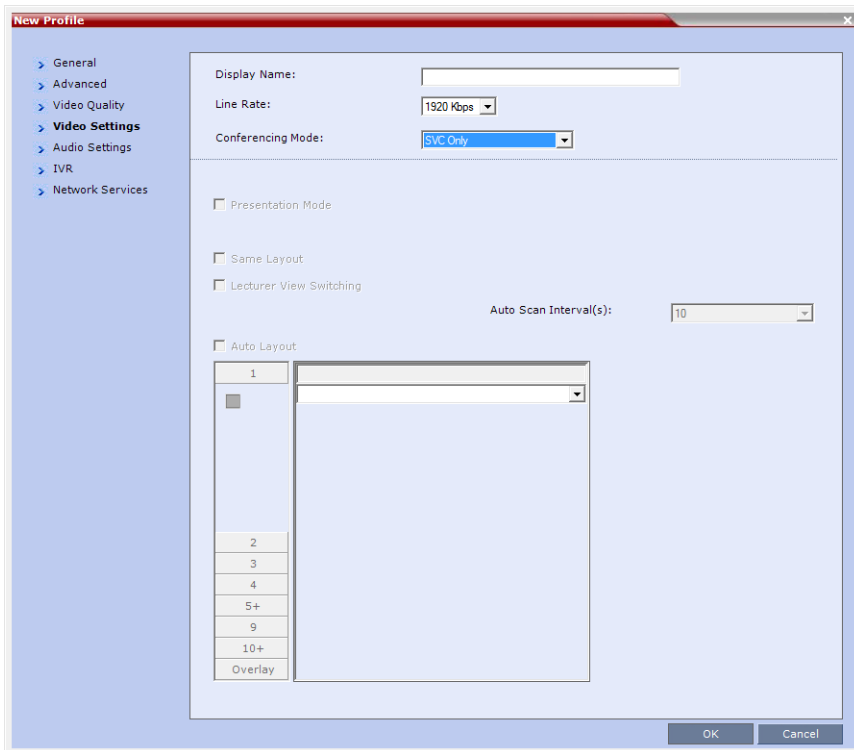 New Profile
General
Advanced
Video Quality
Video Settings
Audio Settings
IVR
Network Services
Display Name:
Line Rate:
1920 Kbps
Conferencing Mode:
SVC Only
Presentation Mode
Same Layout
Lecturer View Switching
Auto Scan Interval(s):
10
Auto Layout
1
2
3
4
5+
9
10+
Overlay
OK
Cancel